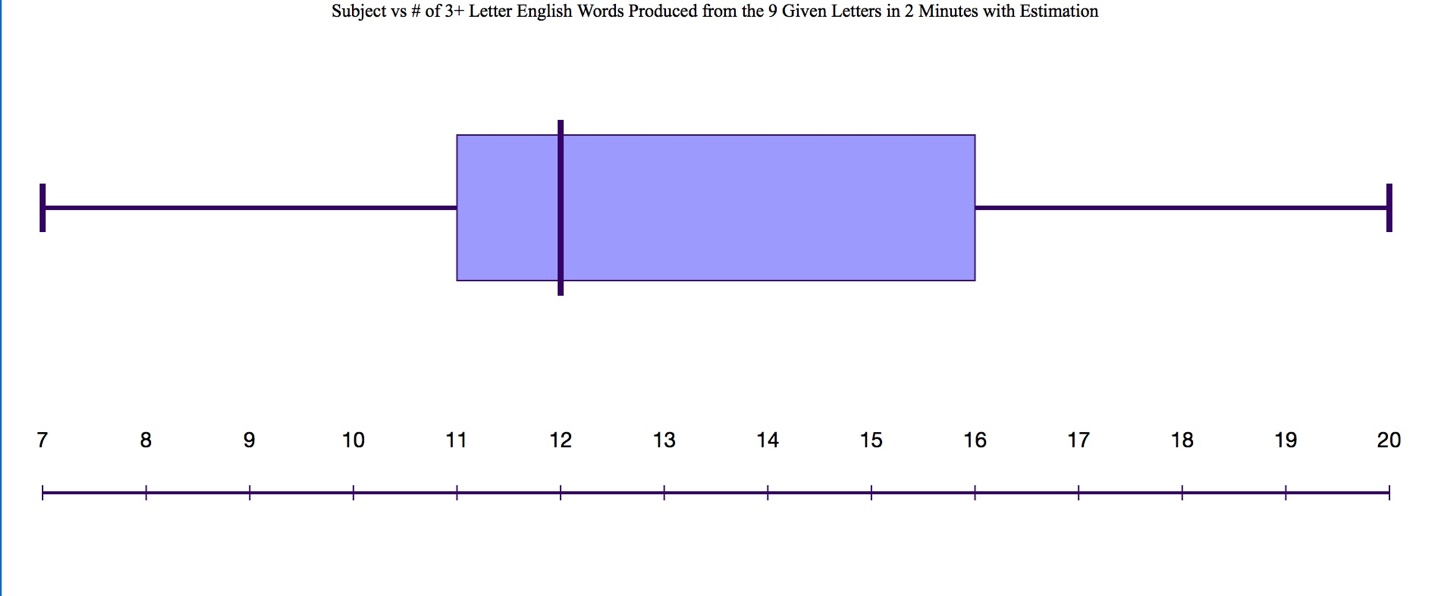 Subject vs # of 3+ Letter English Words Produced from the 9 Given Letters in 2 Minutes with Estimation
7 8 9 10 11 12 13 14 15 16 17 18 19 20